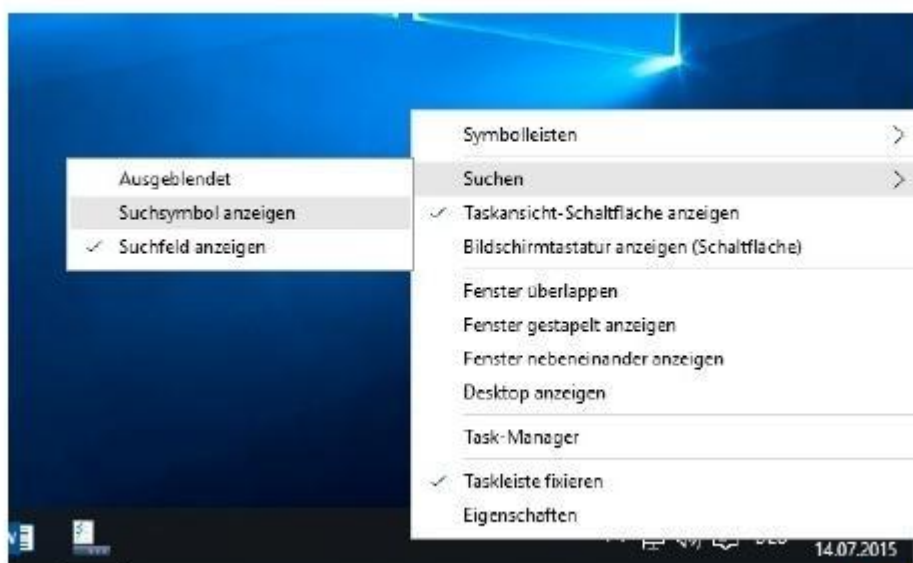 Symbolleisten
Suchen
Taskansicht-Schaltfläche anzeigen
Bildschirmtastatur anzeigen (Schaltfläche)
Fenster überlappen
Fenster gestapelt anzeigen
Fenster nebeneinander anzeigen
Desktop anzeigen
Task-Manager
Taskleiste fixieren
Eigenschaften
Ausgeblendet
Suchsymbol anzeigen
Suchfeld anzeigen
14.07.2015